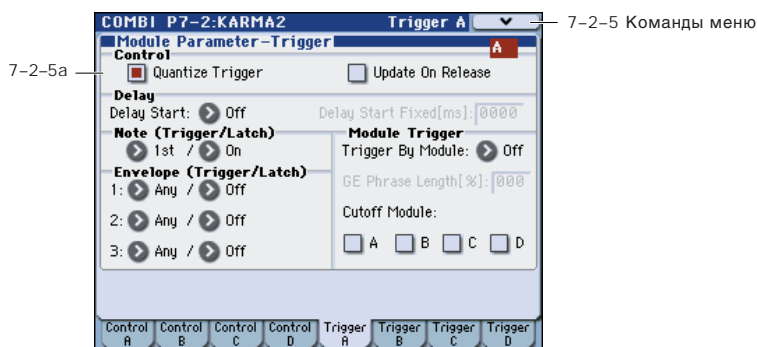 COMBI P7-2:KARMA2 Trigger A
7-2-5 Команды меню
Module Parameter-Trigger A
Control
7-2-5a
Quantize Trigger Update On Release
Delay
Delay Start: Off Delay Start Fixed[ms]: 0000
Note (Trigger/Latch) Module Trigger
1st / On Trigger By Module: Off
Envelope (Trigger/Latch)
1: Any / Off GE Phrase Length[%]: 000
2: Any / Off Cutoff Module:
3: Any / Off A B C D
Control A Control B Control C Control D Trigger A Trigger B Trigger C Trigger D